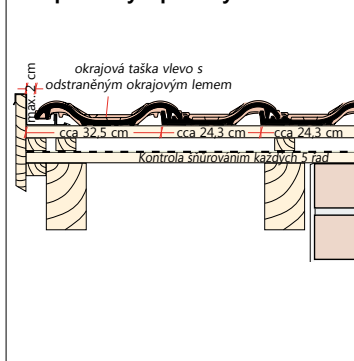 max. 2 cm
okrajová taška vlevo s
odstraněným okrajovým lemem
cca 32,5 cm
cca 24,3 cm
cca 24,3
Kontrola šňůrováním každých 5 řad